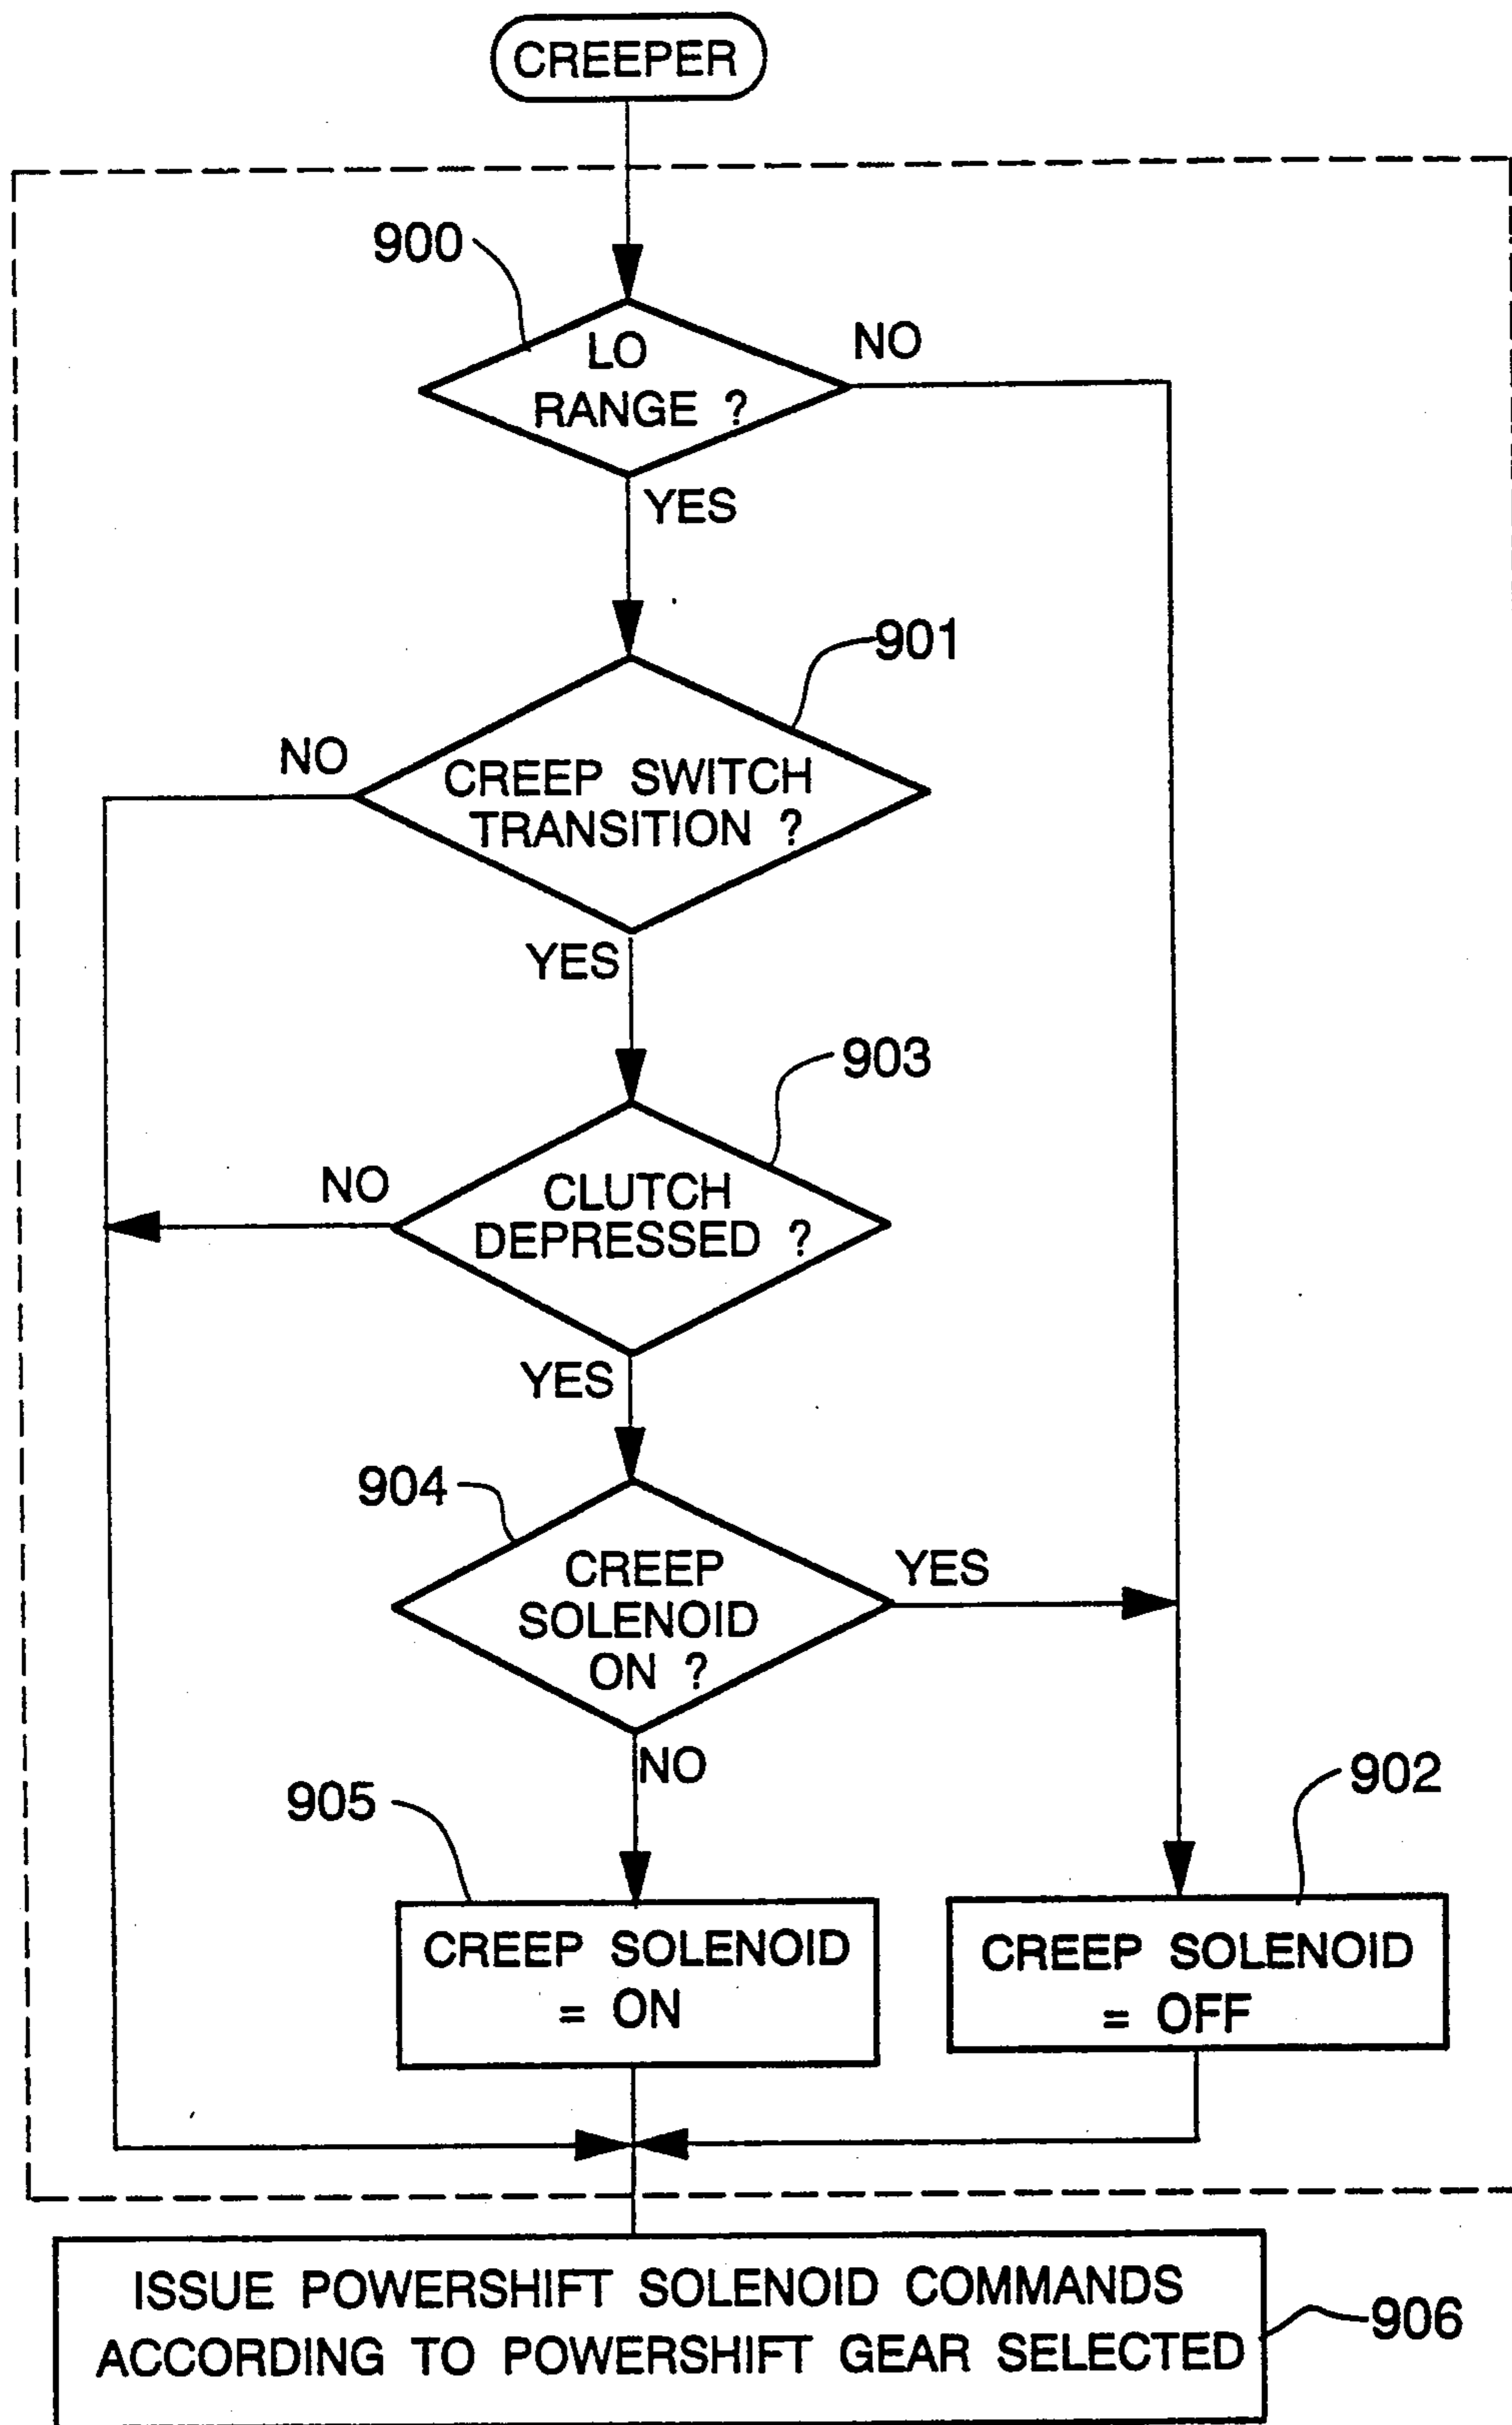 CREEPER
900
LO
RANGE ?
NO
YES
901
NO
CREEP SWITCH
TRANSITION ?
YES
903
NO
CLUTCH
DEPRESSED ?
YES
904
CREEP
SOLENOID
ON ?
YES
NO
905
902
CREEP SOLENOID
= ON
CREEP SOLENOID
= OFF
ISSUE POWERSHIFT SOLENOID COMMANDS
ACCORDING TO POWERSHIFT GEAR SELECTED
906